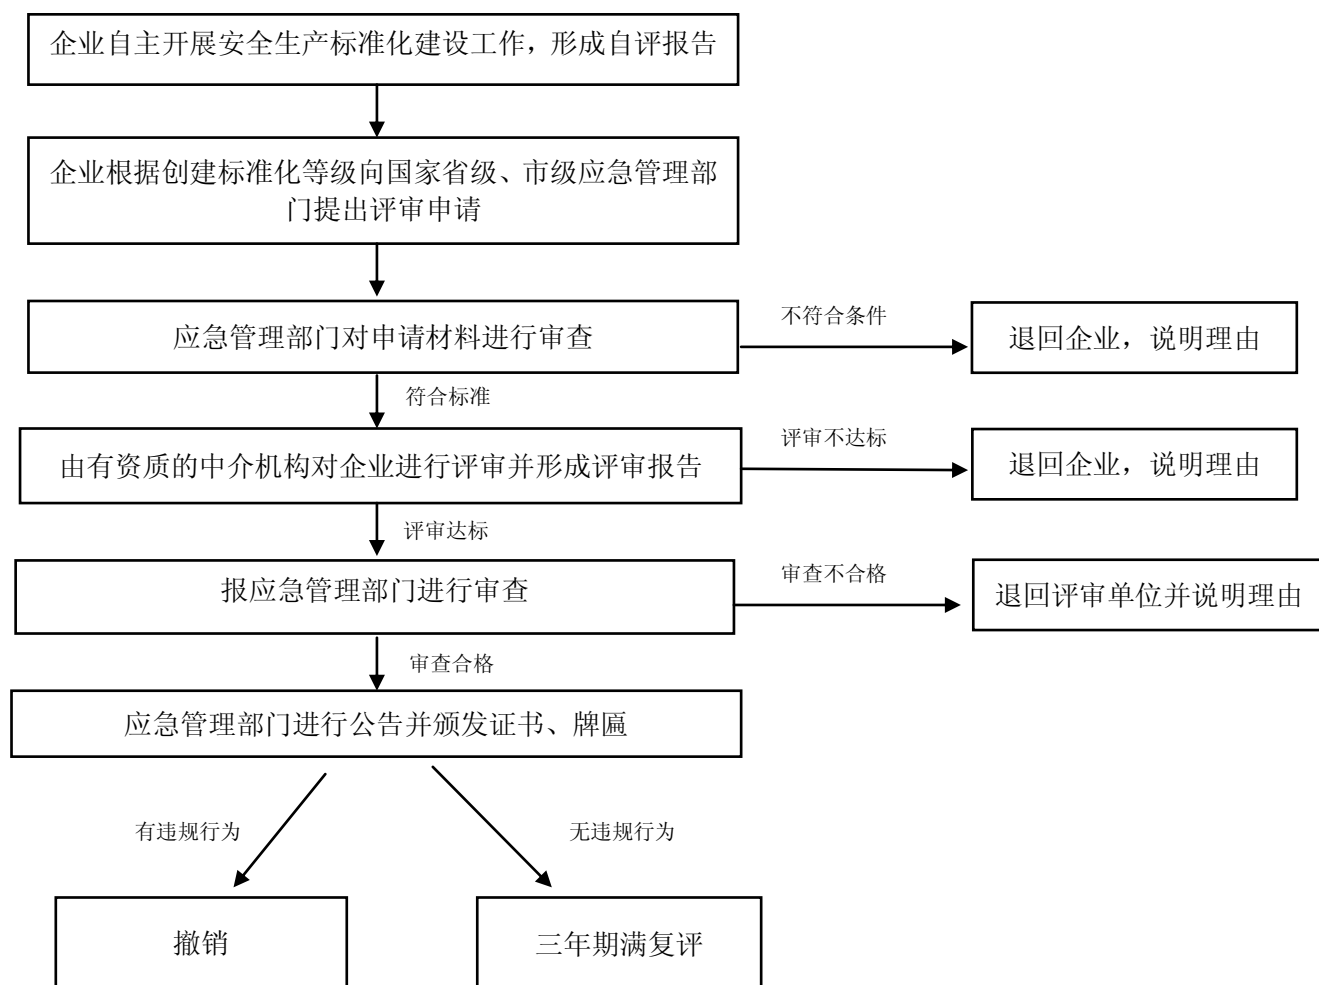 企业自主开展安全生产标准化建设工作，形成自评报告
企业根据创建标准化等级向国家省级、市级应急管理部
门提出评审申请
应急管理部门对申请材料进行审查
不符合条件
退回企业，说明理由
符合标准
由有资质的中介机构对企业进行评审并形成评审报告
评审不达标
退回企业，说明理由
评审达标
报应急管理部门进行审查
审查不合格
退回评审单位并说明理由
审查合格
应急管理部门进行公告并颁发证书、牌匾
有违规行为
无违规行为
撤销
三年期满复评